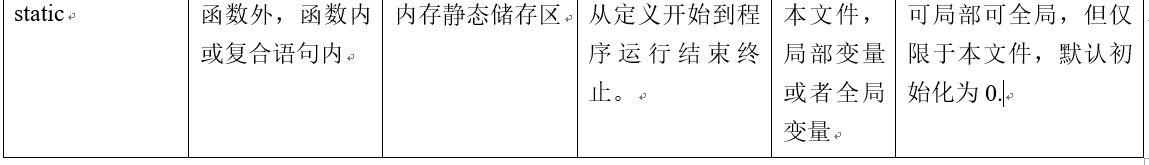 static
函数外，函数内
或复合语句内
内存静态储存区
从定义开始到程
序运行结束终
止。
本文件，
局部变量
或者全局
变量
可局部可全局，但仅
限于本文件，默认初
始化为 0.